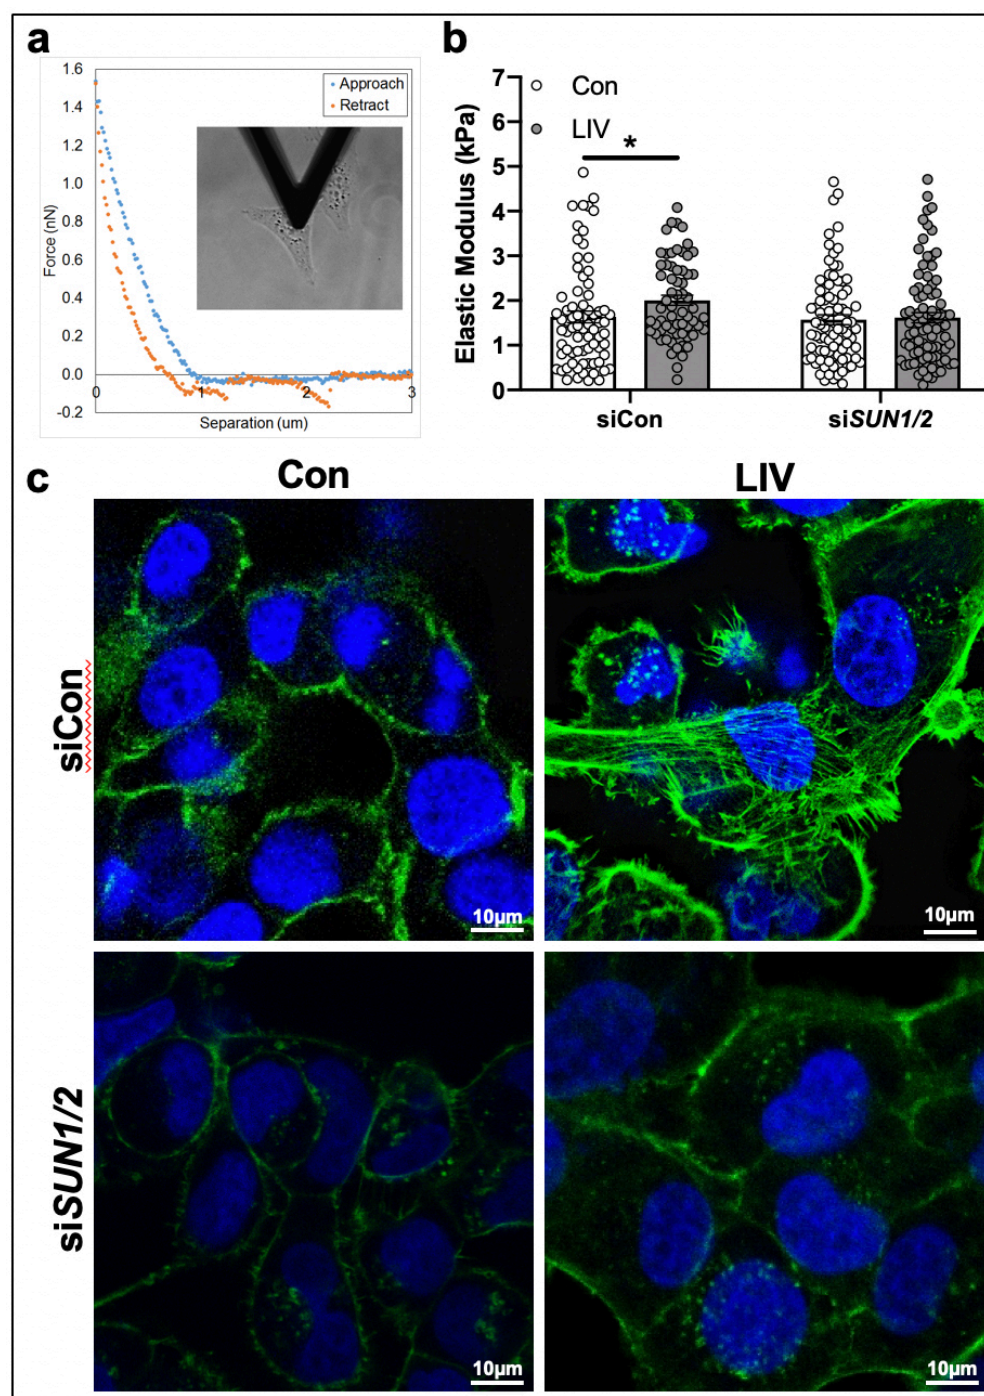 a
1.6
1.4
1.2
1.0
0.8
0.6
0.4
0.2
0.0
-0.2
Force (nN)
0
1
2
3
Separation (um)
Approach
Retract
b
7
6
5
4
3
2
1
0
Elastic Modulus (kPa)
Con
LIV
*
siCon
siSUN1/2
c
Con
LIV
siCon
10μm
10μm
siSUN1/2
10μm
10μm